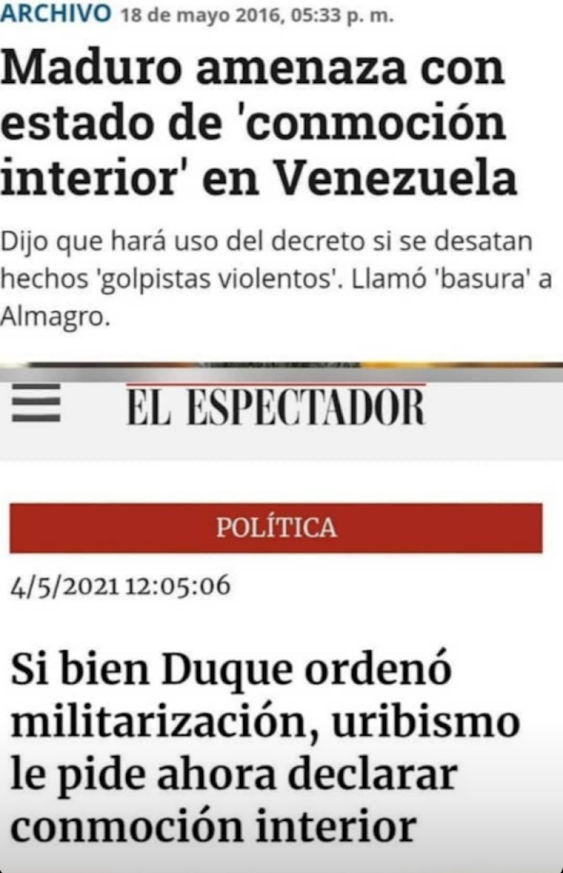 ARCHIVO 18 de mayo 2016, 05:33 p. m.
Maduro amenaza con
estado de 'conmoción
interior' en Venezuela
Dijo que hará uso del decreto si se desatan
hechos 'golpistas violentos'. Llamó 'basura' a
Almagro.
EL ESPECTADOR
POLÍTICA
4/5/2021 12:05:06
Si bien Duque ordenó
militarización, uribismo
le pide ahora declarar
conmoción interior